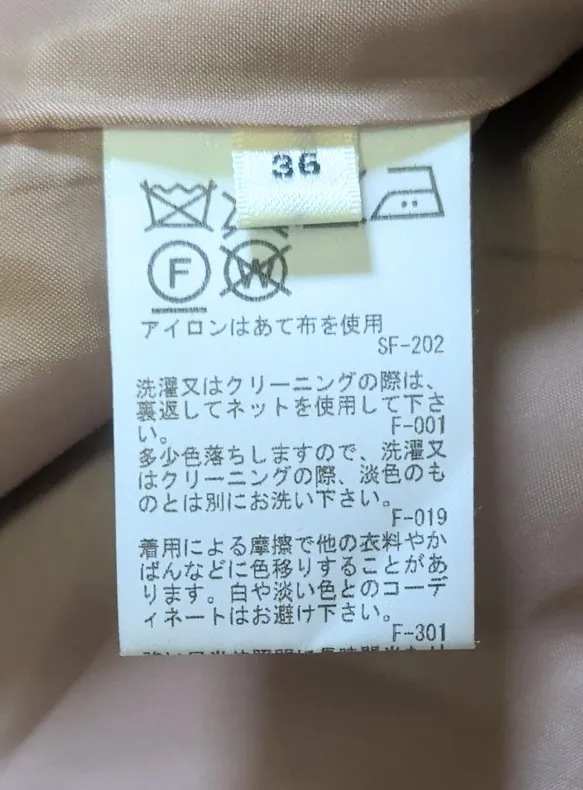 36
F
W
アイロンはあて布を使用
SF-202
洗濯又はクリーニングの際は、
裏返してネットを使用して下さ
い。
F-001
多少色落ちしますので、洗濯又
はクリーニングの際、淡色のも
のとは別にお洗い下さい。
F-019
着用による摩擦で他の衣料やか
ばんなどに色移りすることがあ
ります。白や淡い色とのコーデ
ィネートはお避け下さい。
F-301